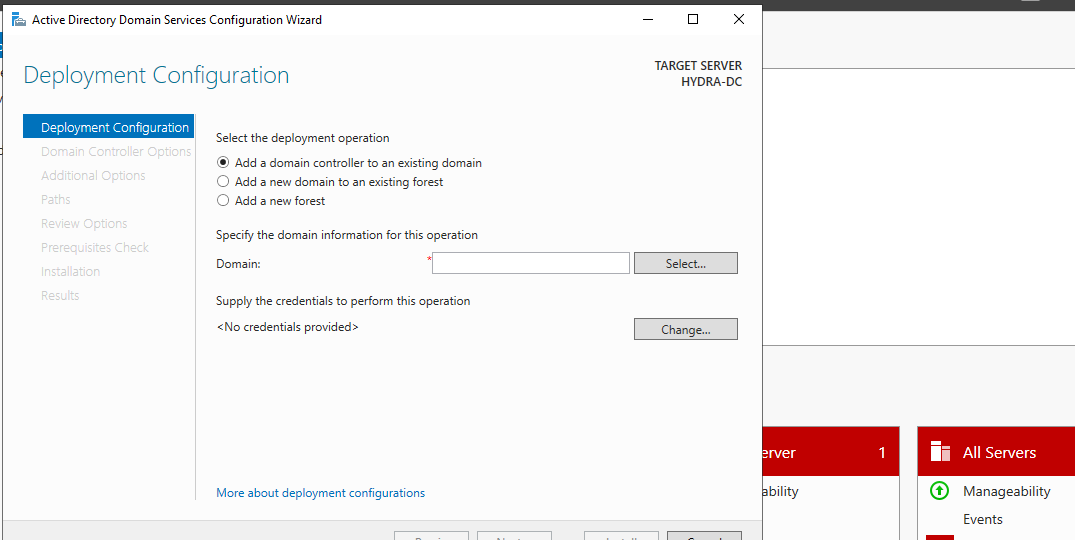 Active Directory Domain Services Configuration Wizard
Deployment Configuration
TARGET SERVER
HYDRA-DC
Deployment Configuration
Domain Controller Options
Additional Options
Paths
Review Options
Prerequisites Check
Installation
Results
Select the deployment operation
Add a domain controller to an existing domain
Add a new domain to an existing forest
Add a new forest
Specify the domain information for this operation
Domain:
*
Select...
Supply the credentials to perform this operation
<No credentials provided>
Change...
More about deployment configurations
erver 1
ability
All Servers
Manageability
Events